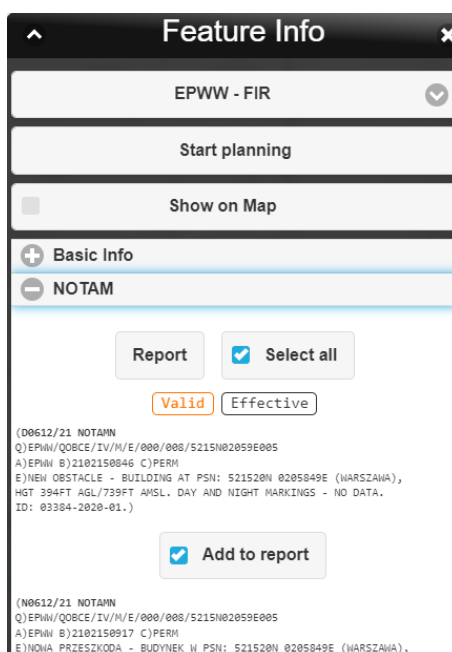 Feature Info
EPWW - FIR
Start planning
Show on Map
Basic Info
NOTAM
Report
Select all
Valid Effective
(D0612/21 NOTAMN
Q)EPWW/QOBCE/IV/M/E/000/008/5215N02059E005
A)EPWW B)2102150846 C)PERM
E)NEW OBSTACLE - BUILDING AT PSN: 521520N 0205849E (WARSZAWA),
HGT 394FT AGL/739FT AMSL. DAY AND NIGHT MARKINGS - NO DATA.
ID: 03384-2020-01.)
Add to report
(N0612/21 NOTAMN
Q)EPWW/QOBCE/IV/M/E/000/008/5215N02059E005
A)EPWW B)2102150917 C)PERM
E)NOWA PRZESZKODA - BUDYNEK W PSN: 521520N 0205849E (WARSZAWA),